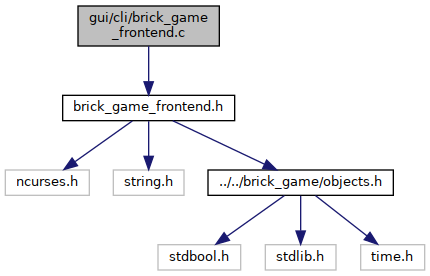 gui/cli/brick_game
_frontend.c
brick_game_frontend.h
ncurses.h
string.h
../../brick_game/objects.h
stdbool.h
stdlib.h
time.h